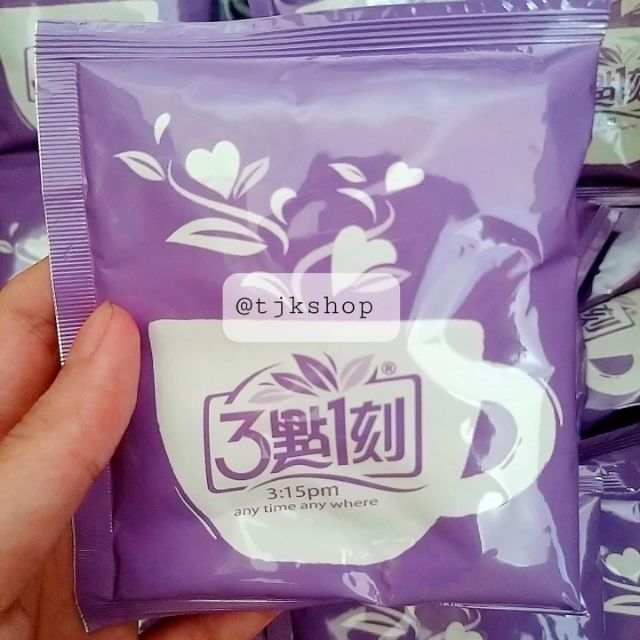 @tjkshop
3點1刻®
3:15pm
any time any where